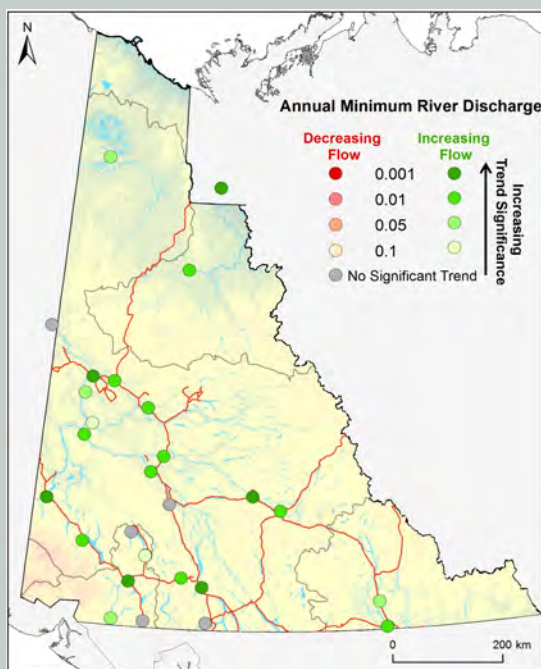 N
Annual Minimum River Discharge
Decreasing Flow
Increasing Flow
0.001
0.01
0.05
0.1
No Significant Trend
Increasing
Trend Significance
0 200 km